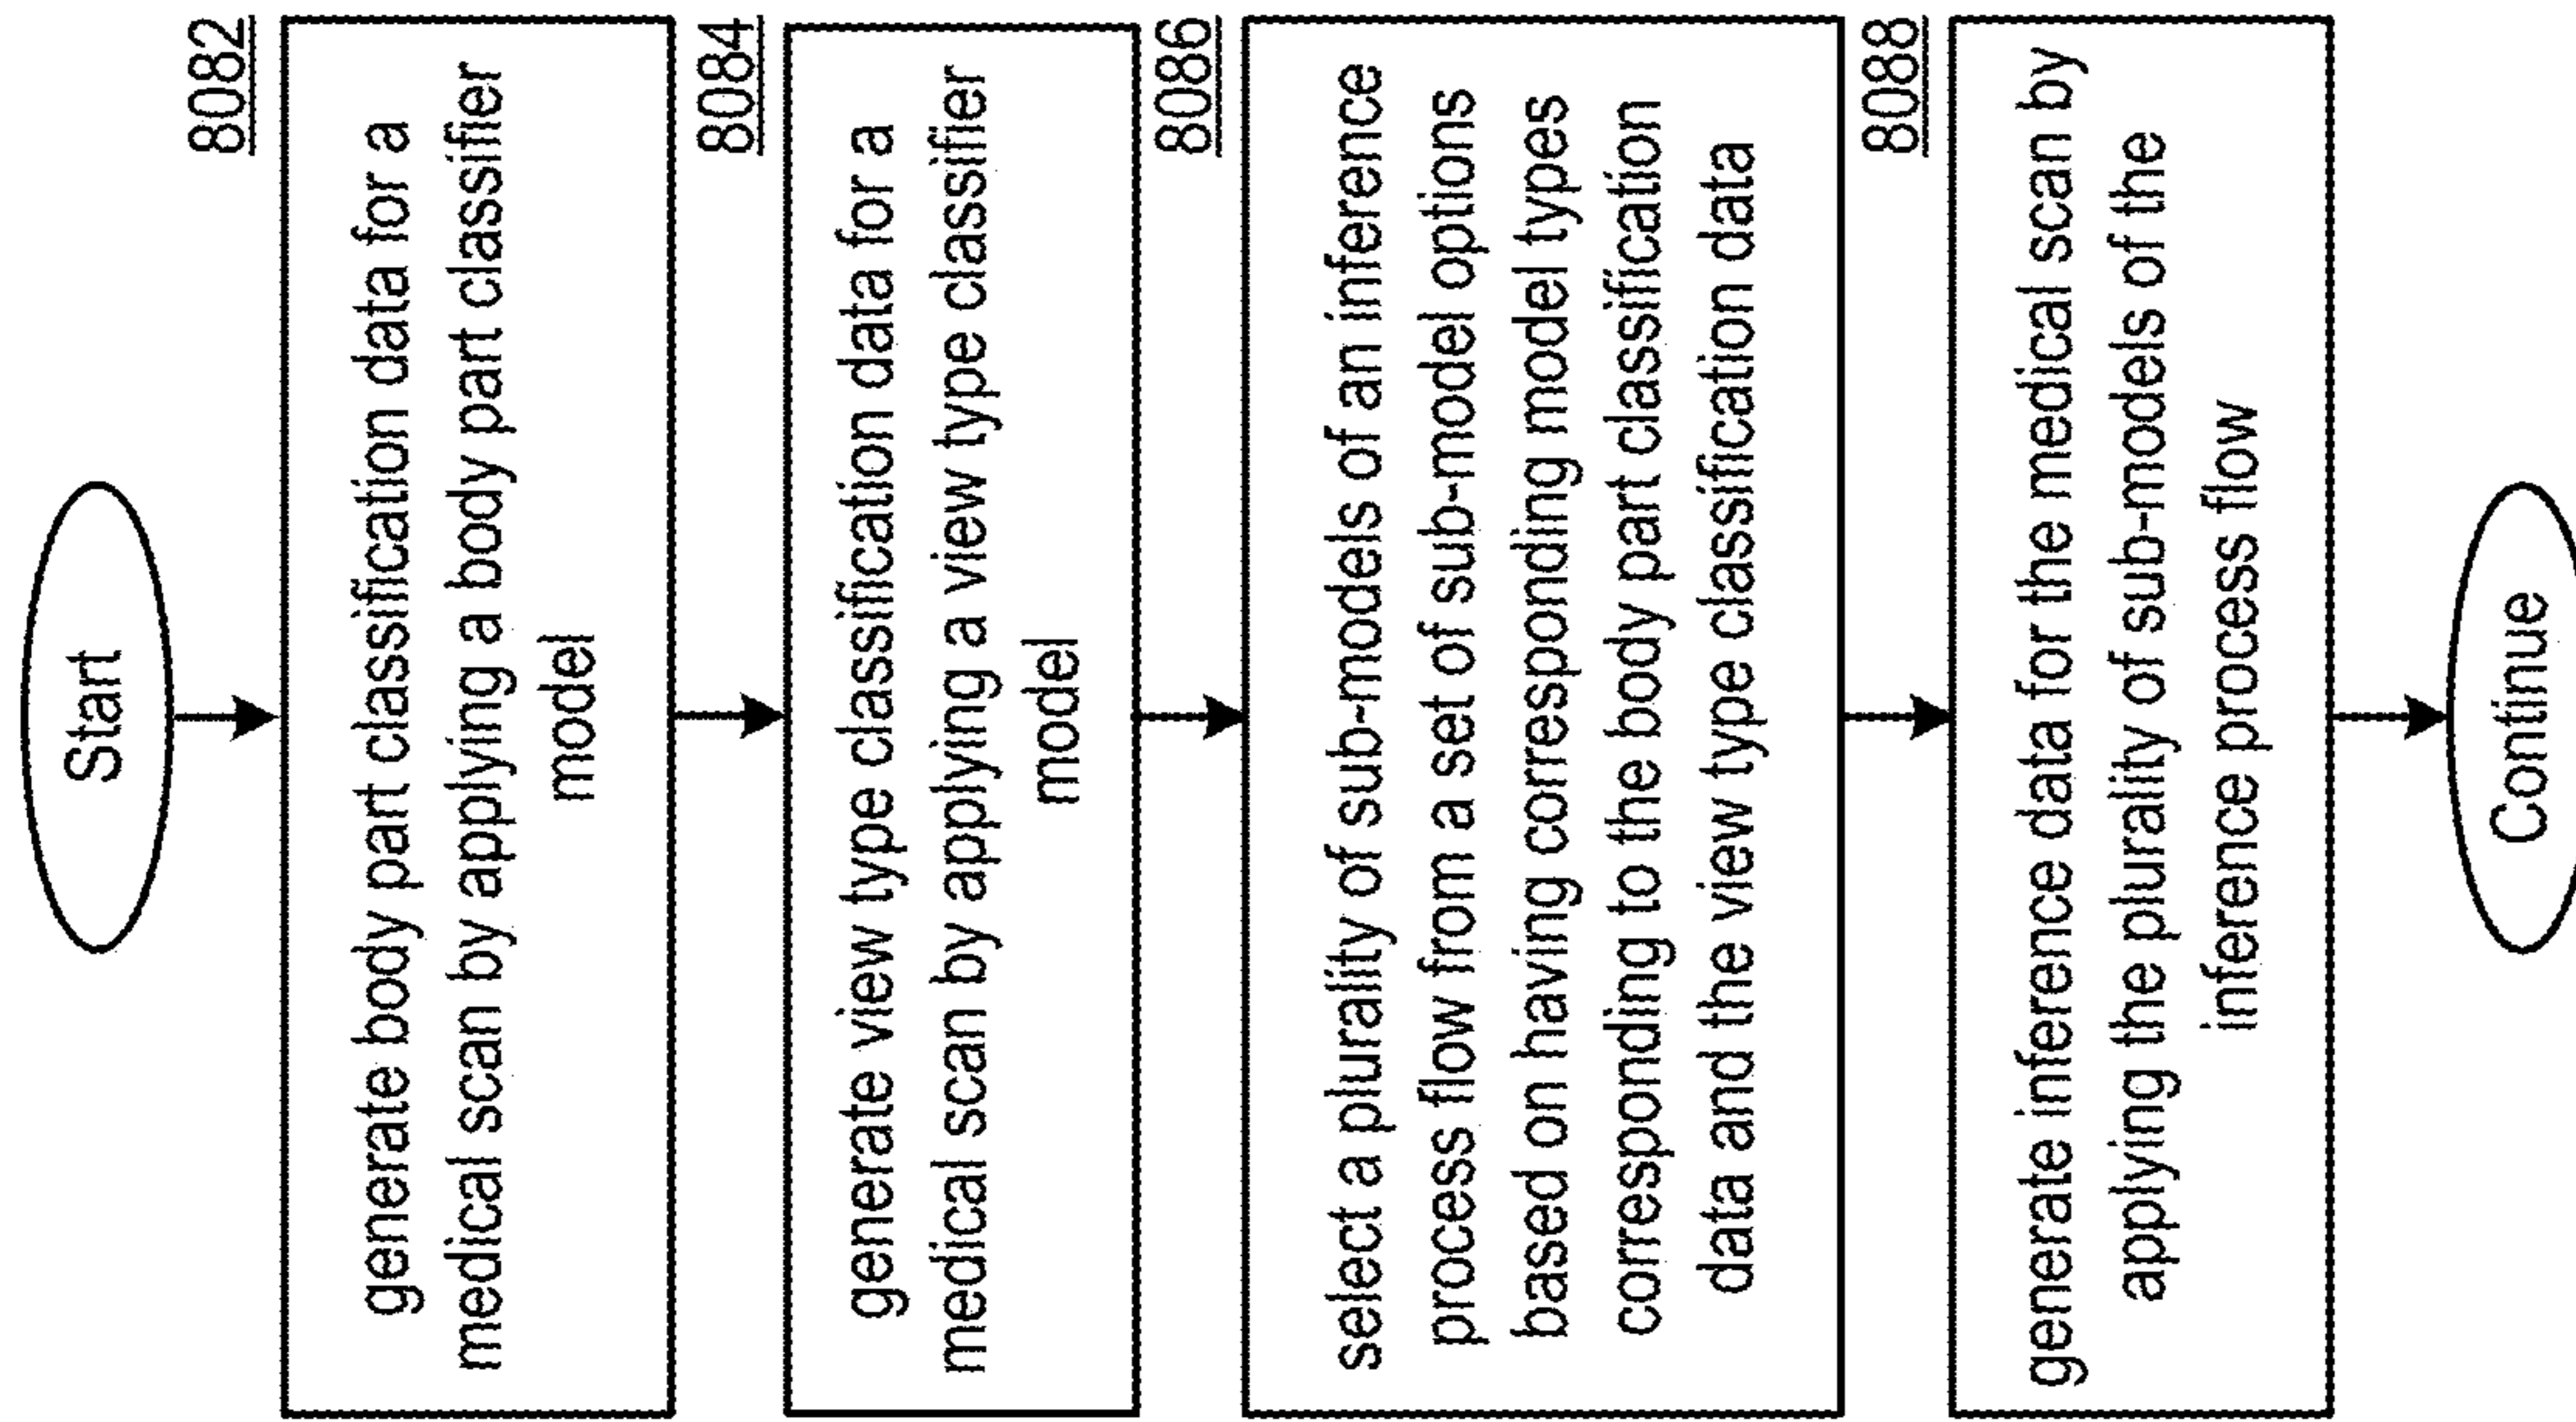 Start
8082
generate body part classification data for a
medical scan by applying a body part classifier
model
8084
generate view type classification data for a
medical scan by applying a view type classifier
model
8086
select a plurality of sub-models of an inference
process flow from a set of sub-model options
based on having corresponding model types
corresponding to the body part classification
data and the view type classification data
8088
generate inference data for the medical scan by
applying the plurality of sub-models of the
inference process flow
Continue